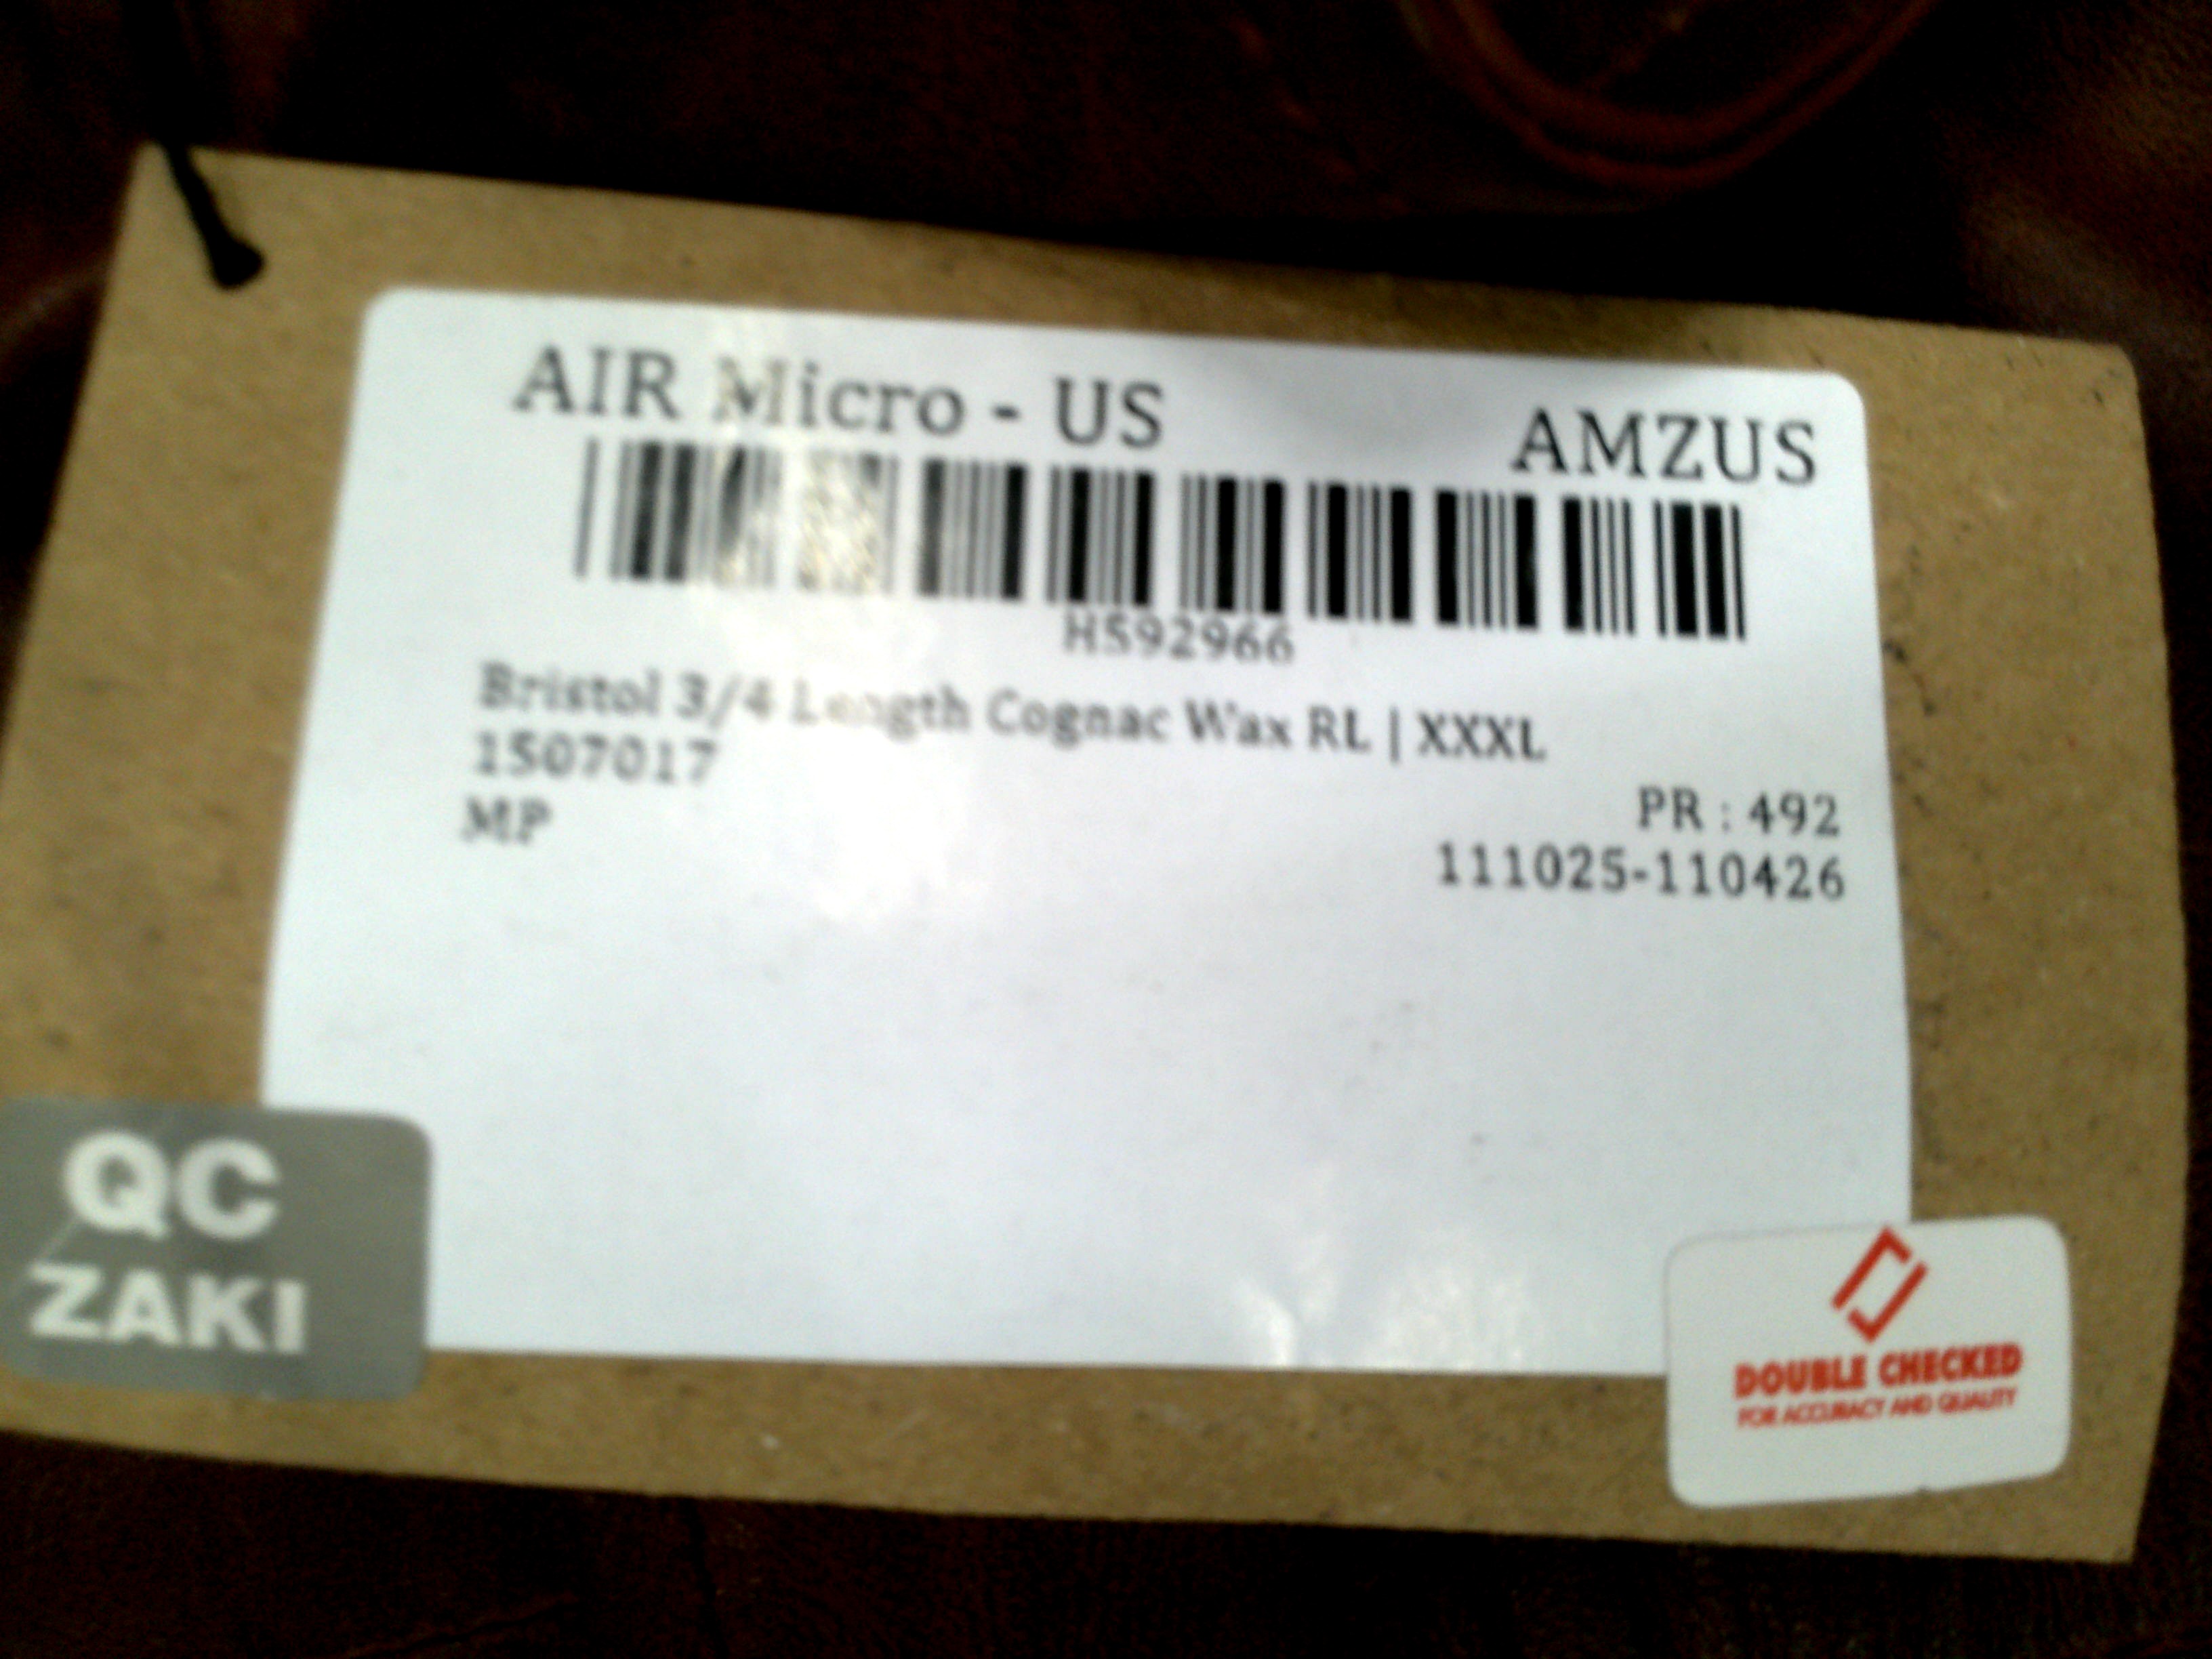 AIR Micro - US AMZUS
H592966
Bristol 3/4 Length Cognac Wax RL | XXXL
1507017
PR : 492
MP
111025-110426
QC
ZAKI
DOUBLE CHECKED
FOR ACCURACY AND QUALITY